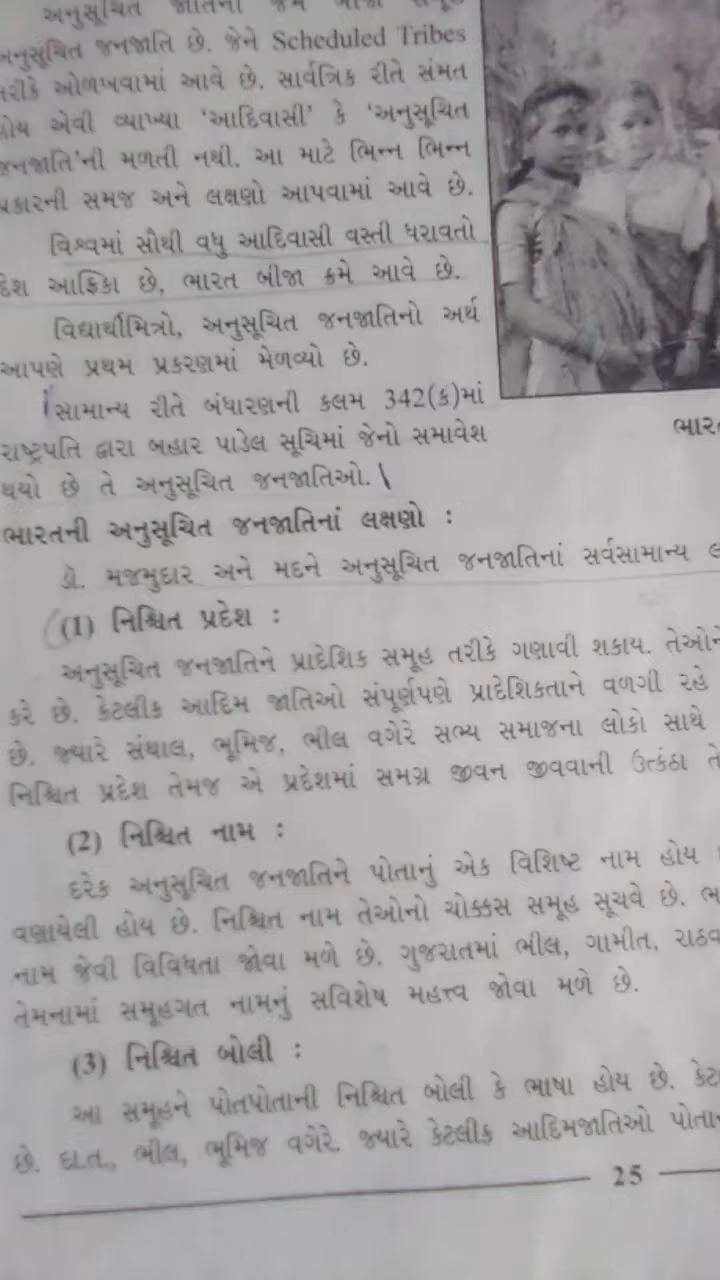 અનુસૂચિત જાતિની જેમ બીજો સમૂહ
અનુસૂચિત જનજાતિ છે. જેને Scheduled Tribes
તરીકે ઓળખવામાં આવે છે. સાર્વત્રિક રીતે સંમત
હોય એવી વ્યાખ્યા ‘આદિવાસી’ કે ‘અનુસૂચિત
જનજાતિ’ની મળતી નથી. આ માટે ભિન્ન ભિન્ન
પ્રકારની સમજ અને લક્ષણો આપવામાં આવે છે.
વિશ્વમાં સૌથી વધુ આદિવાસી વસ્તી ધરાવતો
દેશ આફ્રિકા છે, ભારત બીજા ક્રમે આવે છે.
વિદ્યાર્થીમિત્રો, અનુસૂચિત જનજાતિનો અર્થ
આપણે પ્રથમ પ્રકરણમાં મેળવ્યો છે.
સામાન્ય રીતે બંધારણની કલમ 342(ક)માં
રાષ્ટ્રપતિ દ્વારા બહાર પાડેલ સૂચિમાં જેનો સમાવેશ
થયો છે તે અનુસૂચિત જનજાતિઓ.
ભાર
ભારતની અનુસૂચિત જનજાતિનાં લક્ષણો :
ડૉ. મજમુદાર અને મદને અનુસૂચિત જનજાતિનાં સર્વસામાન્ય લ
(1) નિશ્ચિત પ્રદેશ :
અનુસૂચિત જનજાતિને પ્રાદેશિક સમૂહ તરીકે ગણાવી શકાય. તેઓને
કરે છે. કેટલીક આદિમ જાતિઓ સંપૂર્ણપણે પ્રાદેશિકતાને વળગી રહે
છે. જ્યારે સંથાલ, ભૂમિજ, ભીલ વગેરે સભ્ય સમાજના લોકો સાથે
નિશ્ચિત પ્રદેશ તેમજ એ પ્રદેશમાં સમગ્ર જીવન જીવવાની ઉત્કંઠા તે
(2) નિશ્ચિત નામ :
દરેક અનુસૂચિત જનજાતિને પોતાનું એક વિશિષ્ટ નામ હોય
વણાયેલી હોય છે. નિશ્ચિત નામ તેઓનો ચોક્કસ સમૂહ સૂચવે છે. ભ
નામ જેવી વિવિધતા જોવા મળે છે. ગુજરાતમાં ભીલ, ગામીત, રાઠવ
તેમનામાં સમૂહગત નામનું સવિશેષ મહત્ત્વ જોવા મળે છે.
(3) નિશ્ચિત બોલી :
આ સમૂહને પોતપોતાની નિશ્ચિત બોલી કે ભાષા હોય છે. કેટ
છે. દા.ત., ભીલ, ભૂમિજ વગેરે. જ્યારે કેટલીક આદિમજાતિઓ પોતા
25